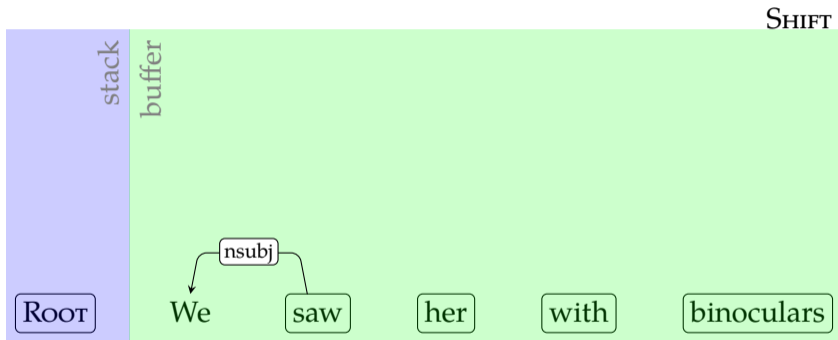 SHIFT
stack
buffer
nsubj
ROOT We saw her with binoculars